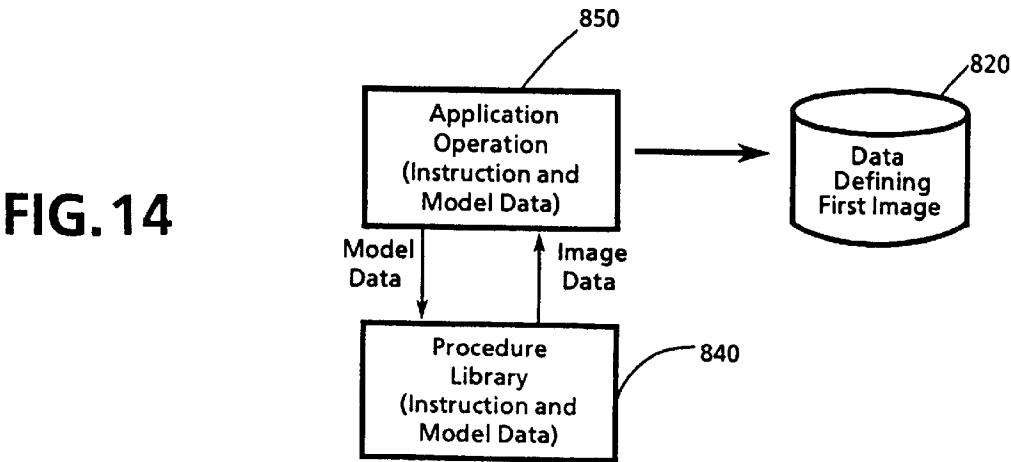 FIG. 14
850
Application
Operation
(Instruction and
Model Data)
820
Data
Defining
First Image
Model
Data
Image
Data
Procedure
Library
(Instruction and
Model Data)
840